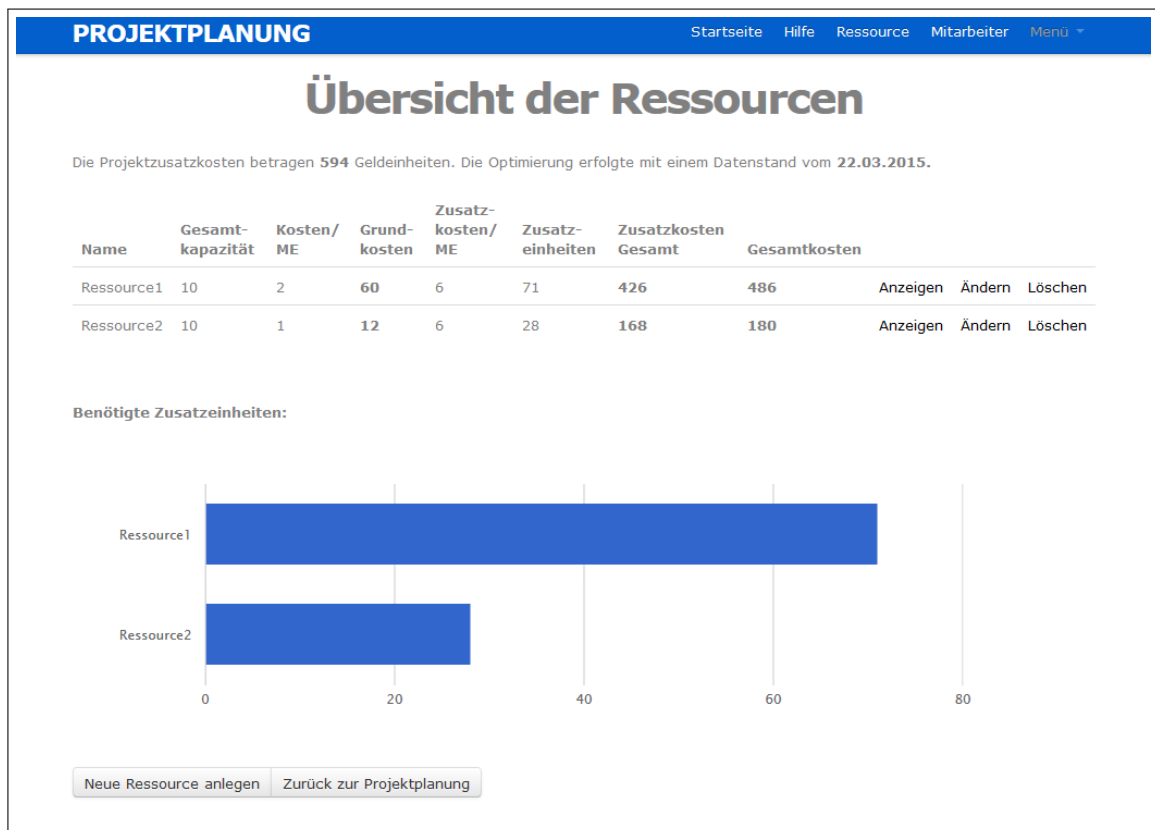 PROJEKTPLANUNG Startseite Hilfe Ressource Mitarbeiter Menü
Übersicht der Ressourcen
Die Projektzusatzkosten betragen 594 Geldeinheiten. Die Optimierung erfolgte mit einem Datenstand vom 22.03.2015.
Name Gesamt-kapazität Kosten/ME Grund-kosten Zusatz-kosten/ME Zusatz-einheiten Zusatzkosten Gesamt Gesamtkosten
Ressource1 10 2 60 6 71 426 486 Anzeigen Ändern Löschen
Ressource2 10 1 12 6 28 168 180 Anzeigen Ändern Löschen
Benötigte Zusatzeinheiten:
Ressource1
Ressource2
0 20 40 60 80
Neue Ressource anlegen Zurück zur Projektplanung